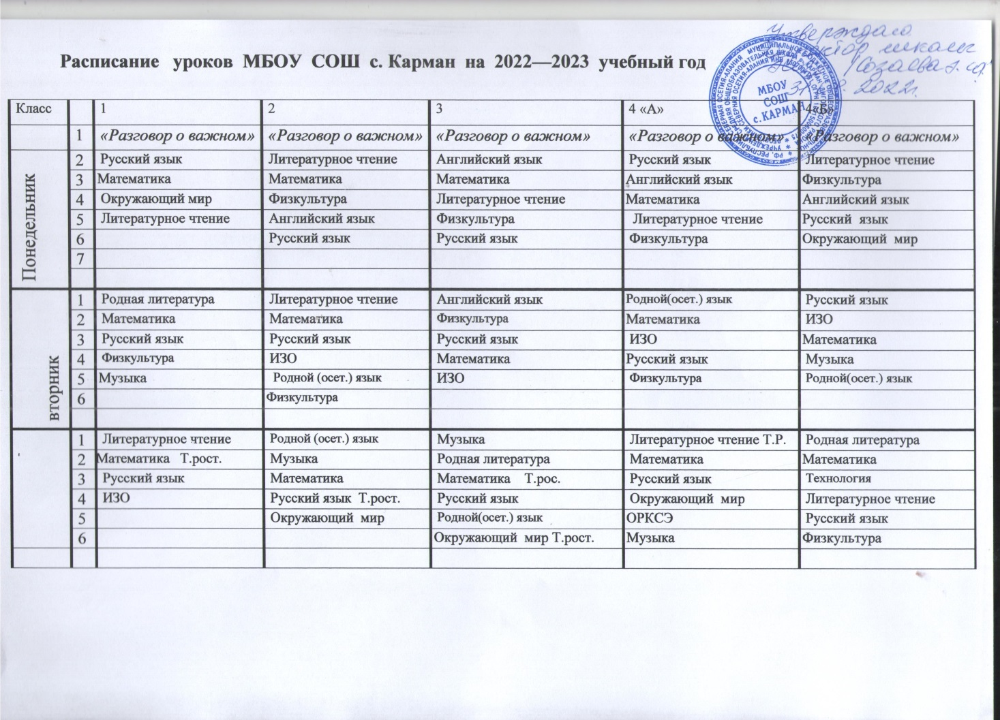 Утверждаю
Расписание уроков МБОУ СОШ с. Карман на 2022—2023 учебный год
школы
2022г.
МБОУ
СОШ
с.КАРМАН
Класс 1 2 3 4 «А» 4«Б»
1 «Разговор о важном» «Разговор о важном» «Разговор о важном» «Разговор о важном» «Разговор о важном»
Понедельник
2 Русский язык Литературное чтение Английский язык Русский язык Литературное чтение
3 Математика Математика Математика Английский язык Физкультура
4 Окружающий мир Физкультура Литературное чтение Математика Английский язык
5 Литературное чтение Английский язык Физкультура Литературное чтение Русский язык
6 Русский язык Русский язык Физкультура Окружающий мир
7
вторник
1 Родная литература Литературное чтение Английский язык Родной(осет.) язык Русский язык
2 Математика Математика Физкультура Математика ИЗО
3 Русский язык Русский язык Русский язык ИЗО Математика
4 Физкультура ИЗО Математика Русский язык Музыка
5 Музыка Родной (осет.) язык ИЗО Физкультура Родной(осет.) язык
6 Физкультура
1 Литературное чтение Родной (осет.) язык Музыка Литературное чтение Т.Р. Родная литература
2 Математика Т.рост. Музыка Родная литература Математика Математика
3 Русский язык Математика Математика Т.рос. Русский язык Технология
4 ИЗО Русский язык Т.рост. Русский язык Окружающий мир Литературное чтение
5 Окружающий мир Родной(осет.) язык ОРКСЭ Русский язык
6 Окружающий мир Т.рост. Музыка Физкультура